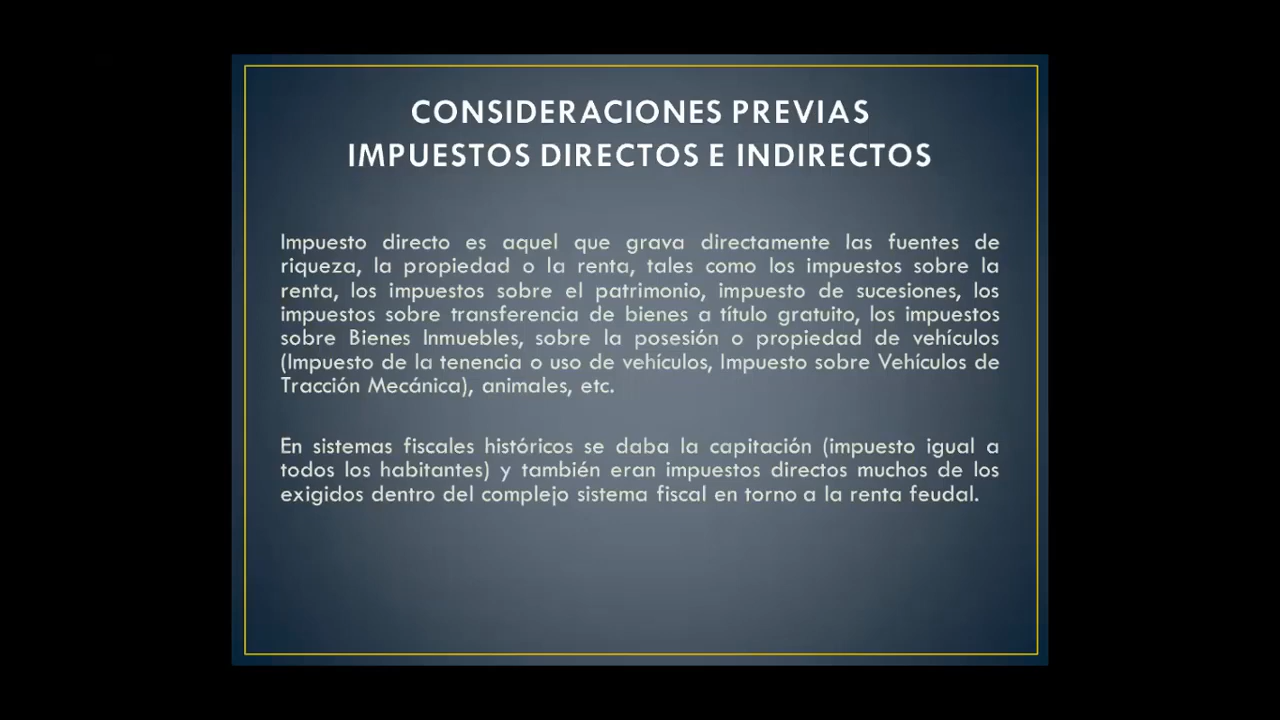 CONSIDERACIONES PREVIAS
IMPUESTOS DIRECTOS E INDIRECTOS
Impuesto directo es aquel que grava directamente las fuentes de
riqueza, la propiedad o la renta, tales como los impuestos sobre la
renta, los impuestos sobre el patrimonio, impuesto de sucesiones, los
impuestos sobre transferencia de bienes a título gratuito, los impuestos
sobre Bienes Inmuebles, sobre la posesión o propiedad de vehículos
(Impuesto de la tenencia o uso de vehículos, Impuesto sobre Vehículos de
Tracción Mecánica), animales, etc.
En sistemas fiscales históricos se daba la capitación (impuesto igual a
todos los habitantes) y también eran impuestos directos muchos de los
exigidos dentro del complejo sistema fiscal en torno a la renta feudal.